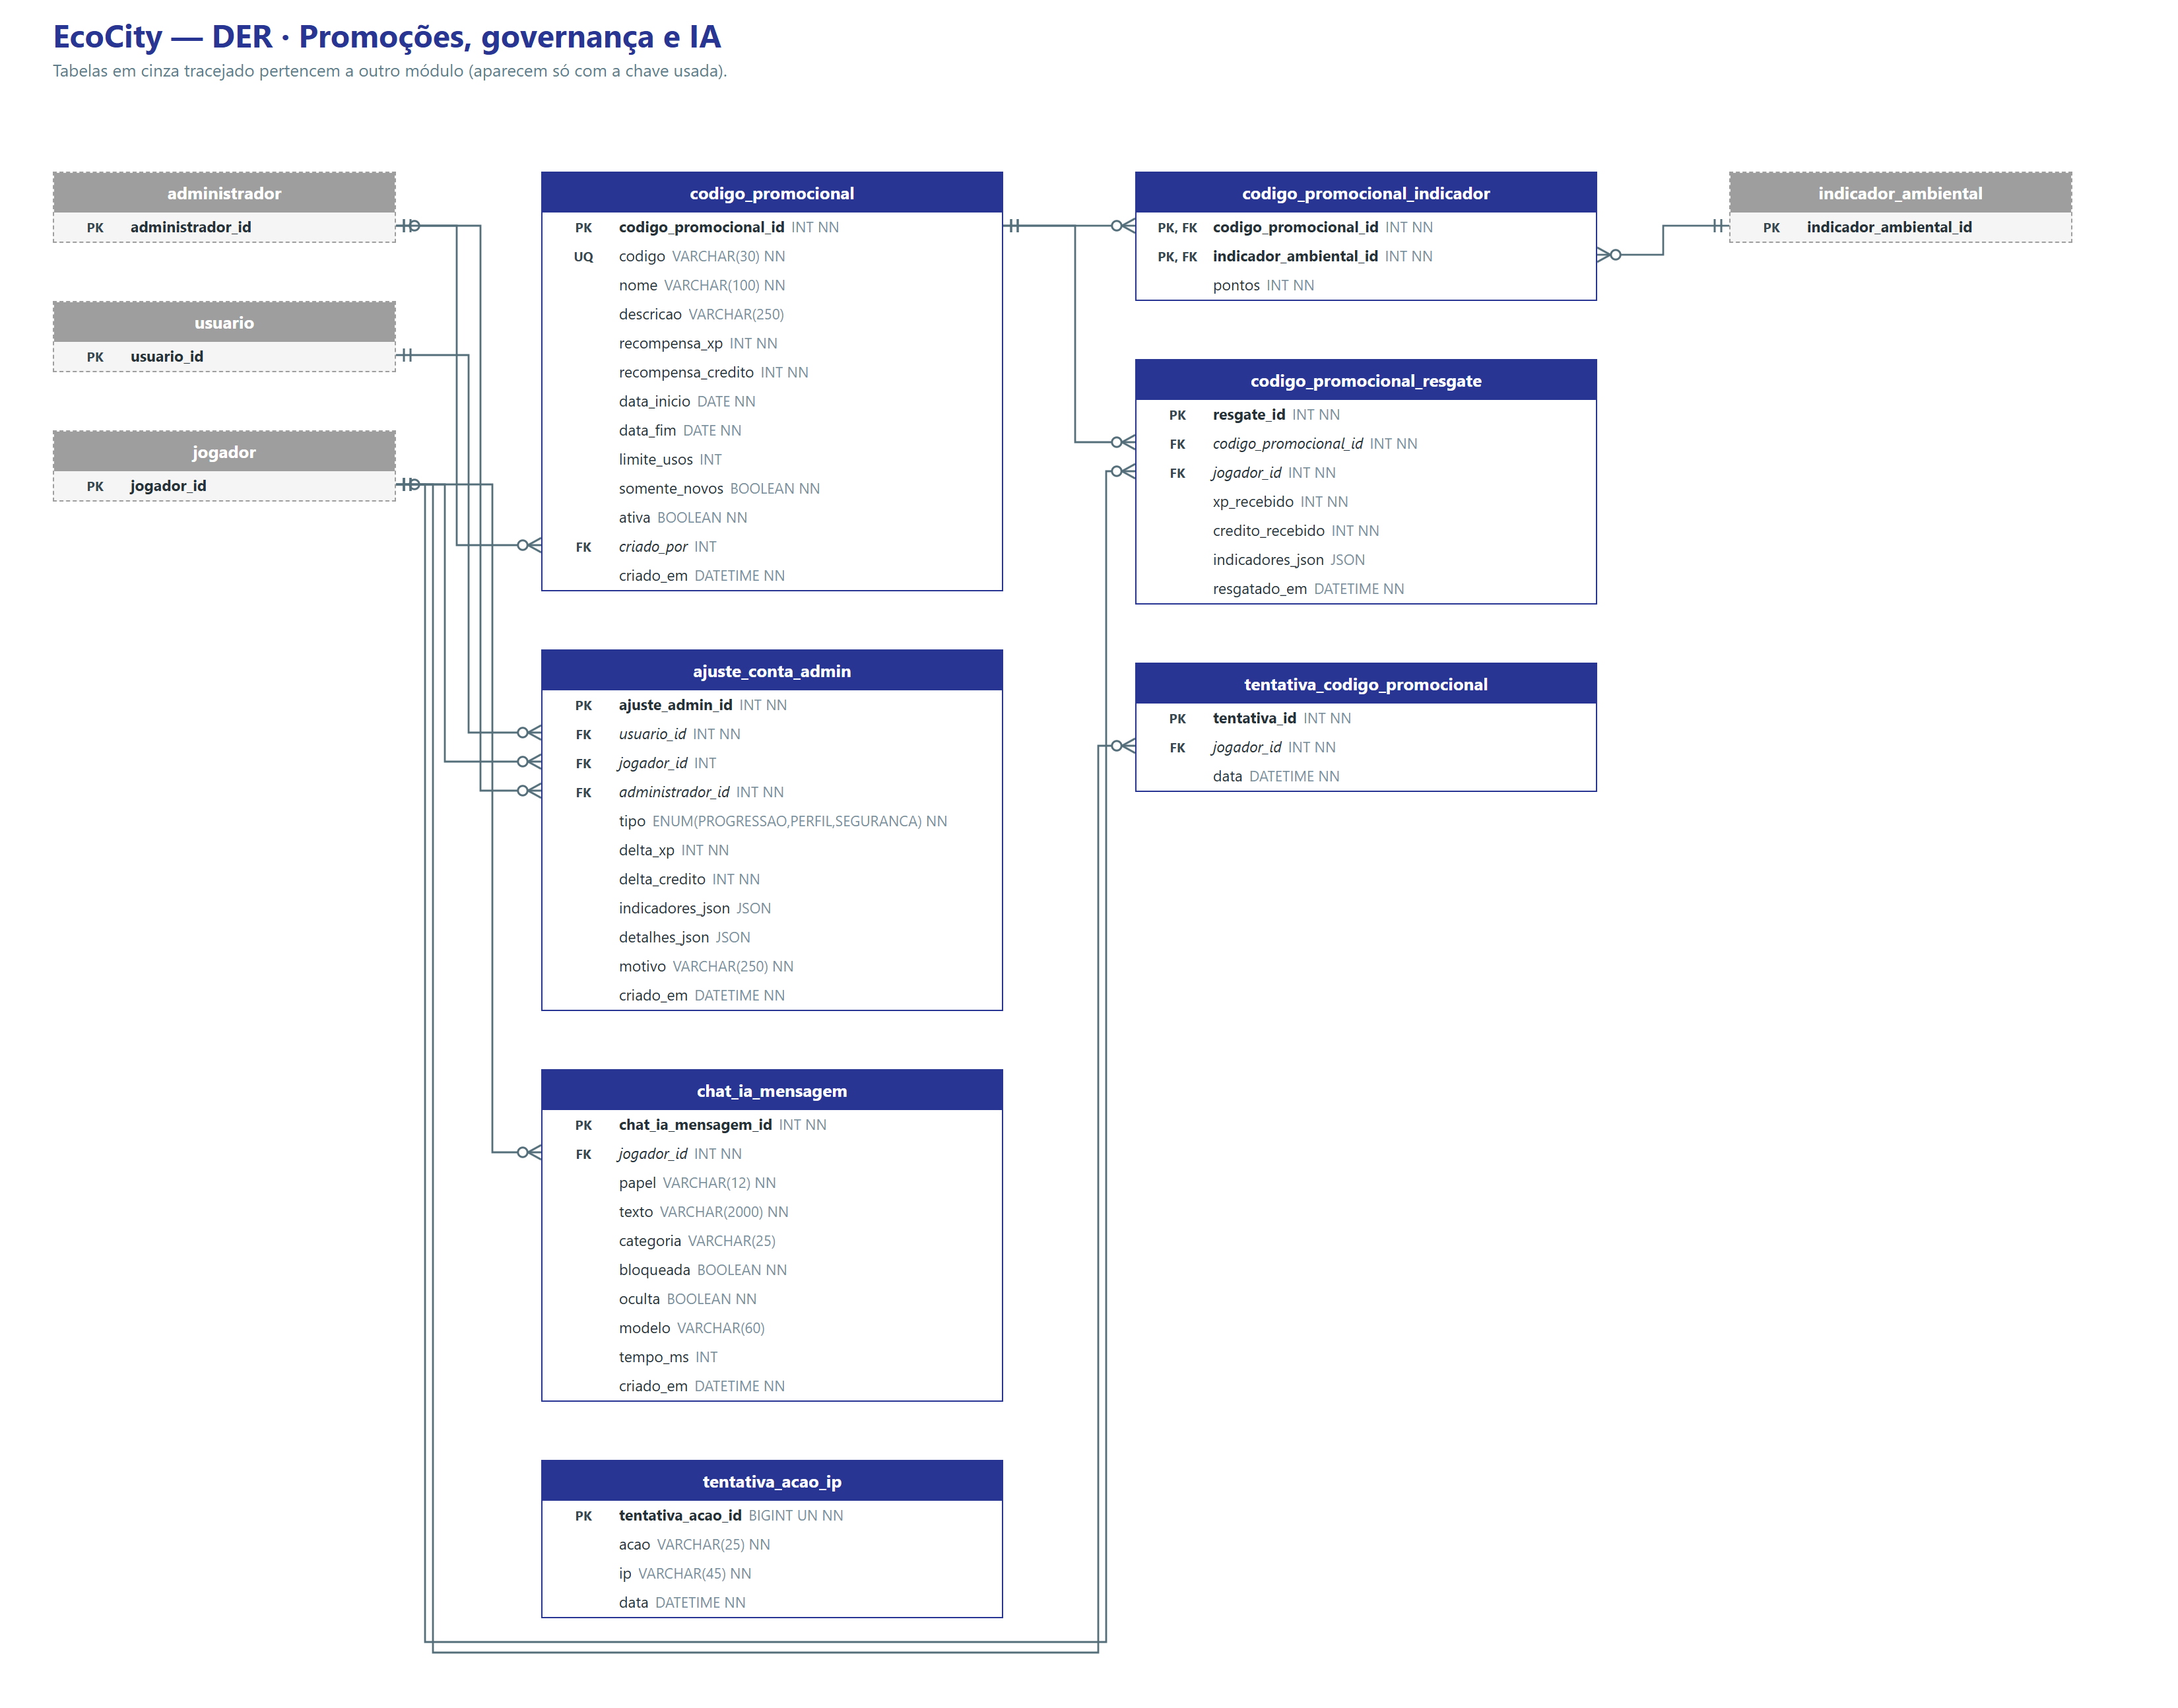 EcoCity — DER · Promoções, governança e IA
Tabelas em cinza tracejado pertencem a outro módulo (aparecem só com a chave usada).
administrador
PK administrador_id
usuario
PK usuario_id
jogador
PK jogador_id
codigo_promocional
PK codigo_promocional_id INT NN
UQ codigo VARCHAR(30) NN
nome VARCHAR(100) NN
descricao VARCHAR(250)
recompensa_xp INT NN
recompensa_credito INT NN
data_inicio DATE NN
data_fim DATE NN
limite_usos INT
somente_novos BOOLEAN NN
ativa BOOLEAN NN
FK criado_por INT
criado_em DATETIME NN
ajuste_conta_admin
PK ajuste_admin_id INT NN
FK usuario_id INT NN
FK jogador_id INT
FK administrador_id INT NN
tipo ENUM(PROGRESSAO,PERFIL,SEGURANCA) NN
delta_xp INT NN
delta_credito INT NN
indicadores_json JSON
detalhes_json JSON
motivo VARCHAR(250) NN
criado_em DATETIME NN
chat_ia_mensagem
PK chat_ia_mensagem_id INT NN
FK jogador_id INT NN
papel VARCHAR(12) NN
texto VARCHAR(2000) NN
categoria VARCHAR(25)
bloqueada BOOLEAN NN
oculta BOOLEAN NN
modelo VARCHAR(60)
tempo_ms INT
criado_em DATETIME NN
tentativa_acao_ip
PK tentativa_acao_id BIGINT UN NN
acao VARCHAR(25) NN
ip VARCHAR(45) NN
data DATETIME NN
codigo_promocional_indicador
PK, FK codigo_promocional_id INT NN
PK, FK indicador_ambiental_id INT NN
pontos INT NN
codigo_promocional_resgate
PK resgate_id INT NN
FK codigo_promocional_id INT NN
FK jogador_id INT NN
xp_recebido INT NN
credito_recebido INT NN
indicadores_json JSON
resgatado_em DATETIME NN
tentativa_codigo_promocional
PK tentativa_id INT NN
FK jogador_id INT NN
data DATETIME NN
indicador_ambiental
PK indicador_ambiental_id